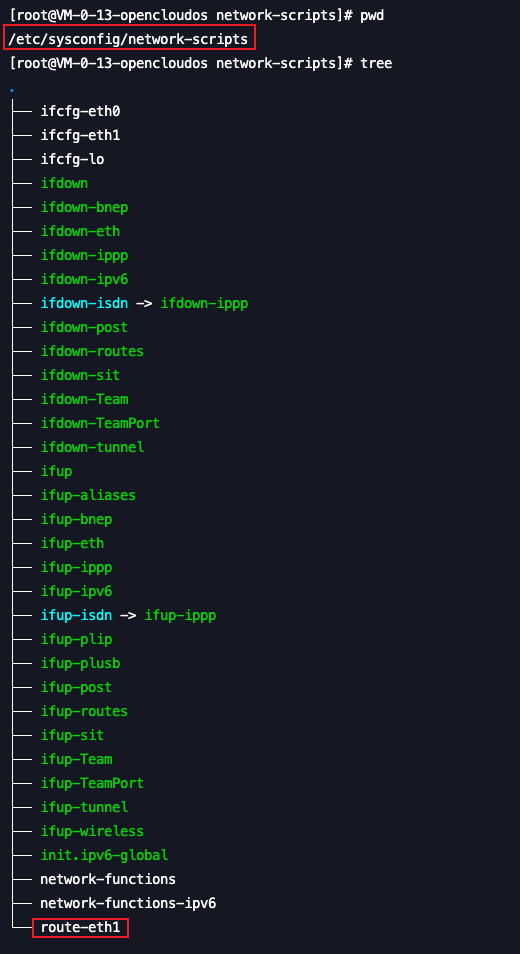 [root@VM-0-13-opencloudos network-scripts]# pwd
/etc/sysconfig/network-scripts
[root@VM-0-13-opencloudos network-scripts]# tree
.
├── ifcfg-eth0
├── ifcfg-eth1
├── ifcfg-lo
├── ifdown
├── ifdown-bnep
├── ifdown-eth
├── ifdown-ippp
├── ifdown-ipv6
├── ifdown-isdn -> ifdown-ippp
├── ifdown-post
├── ifdown-routes
├── ifdown-sit
├── ifdown-Team
├── ifdown-TeamPort
├── ifdown-tunnel
├── ifup
├── ifup-aliases
├── ifup-bnep
├── ifup-eth
├── ifup-ippp
├── ifup-ipv6
├── ifup-isdn -> ifup-ippp
├── ifup-plip
├── ifup-plusb
├── ifup-post
├── ifup-routes
├── ifup-sit
├── ifup-Team
├── ifup-TeamPort
├── ifup-tunnel
├── ifup-wireless
├── init.ipv6-global
├── network-functions
├── network-functions-ipv6
└── route-eth1